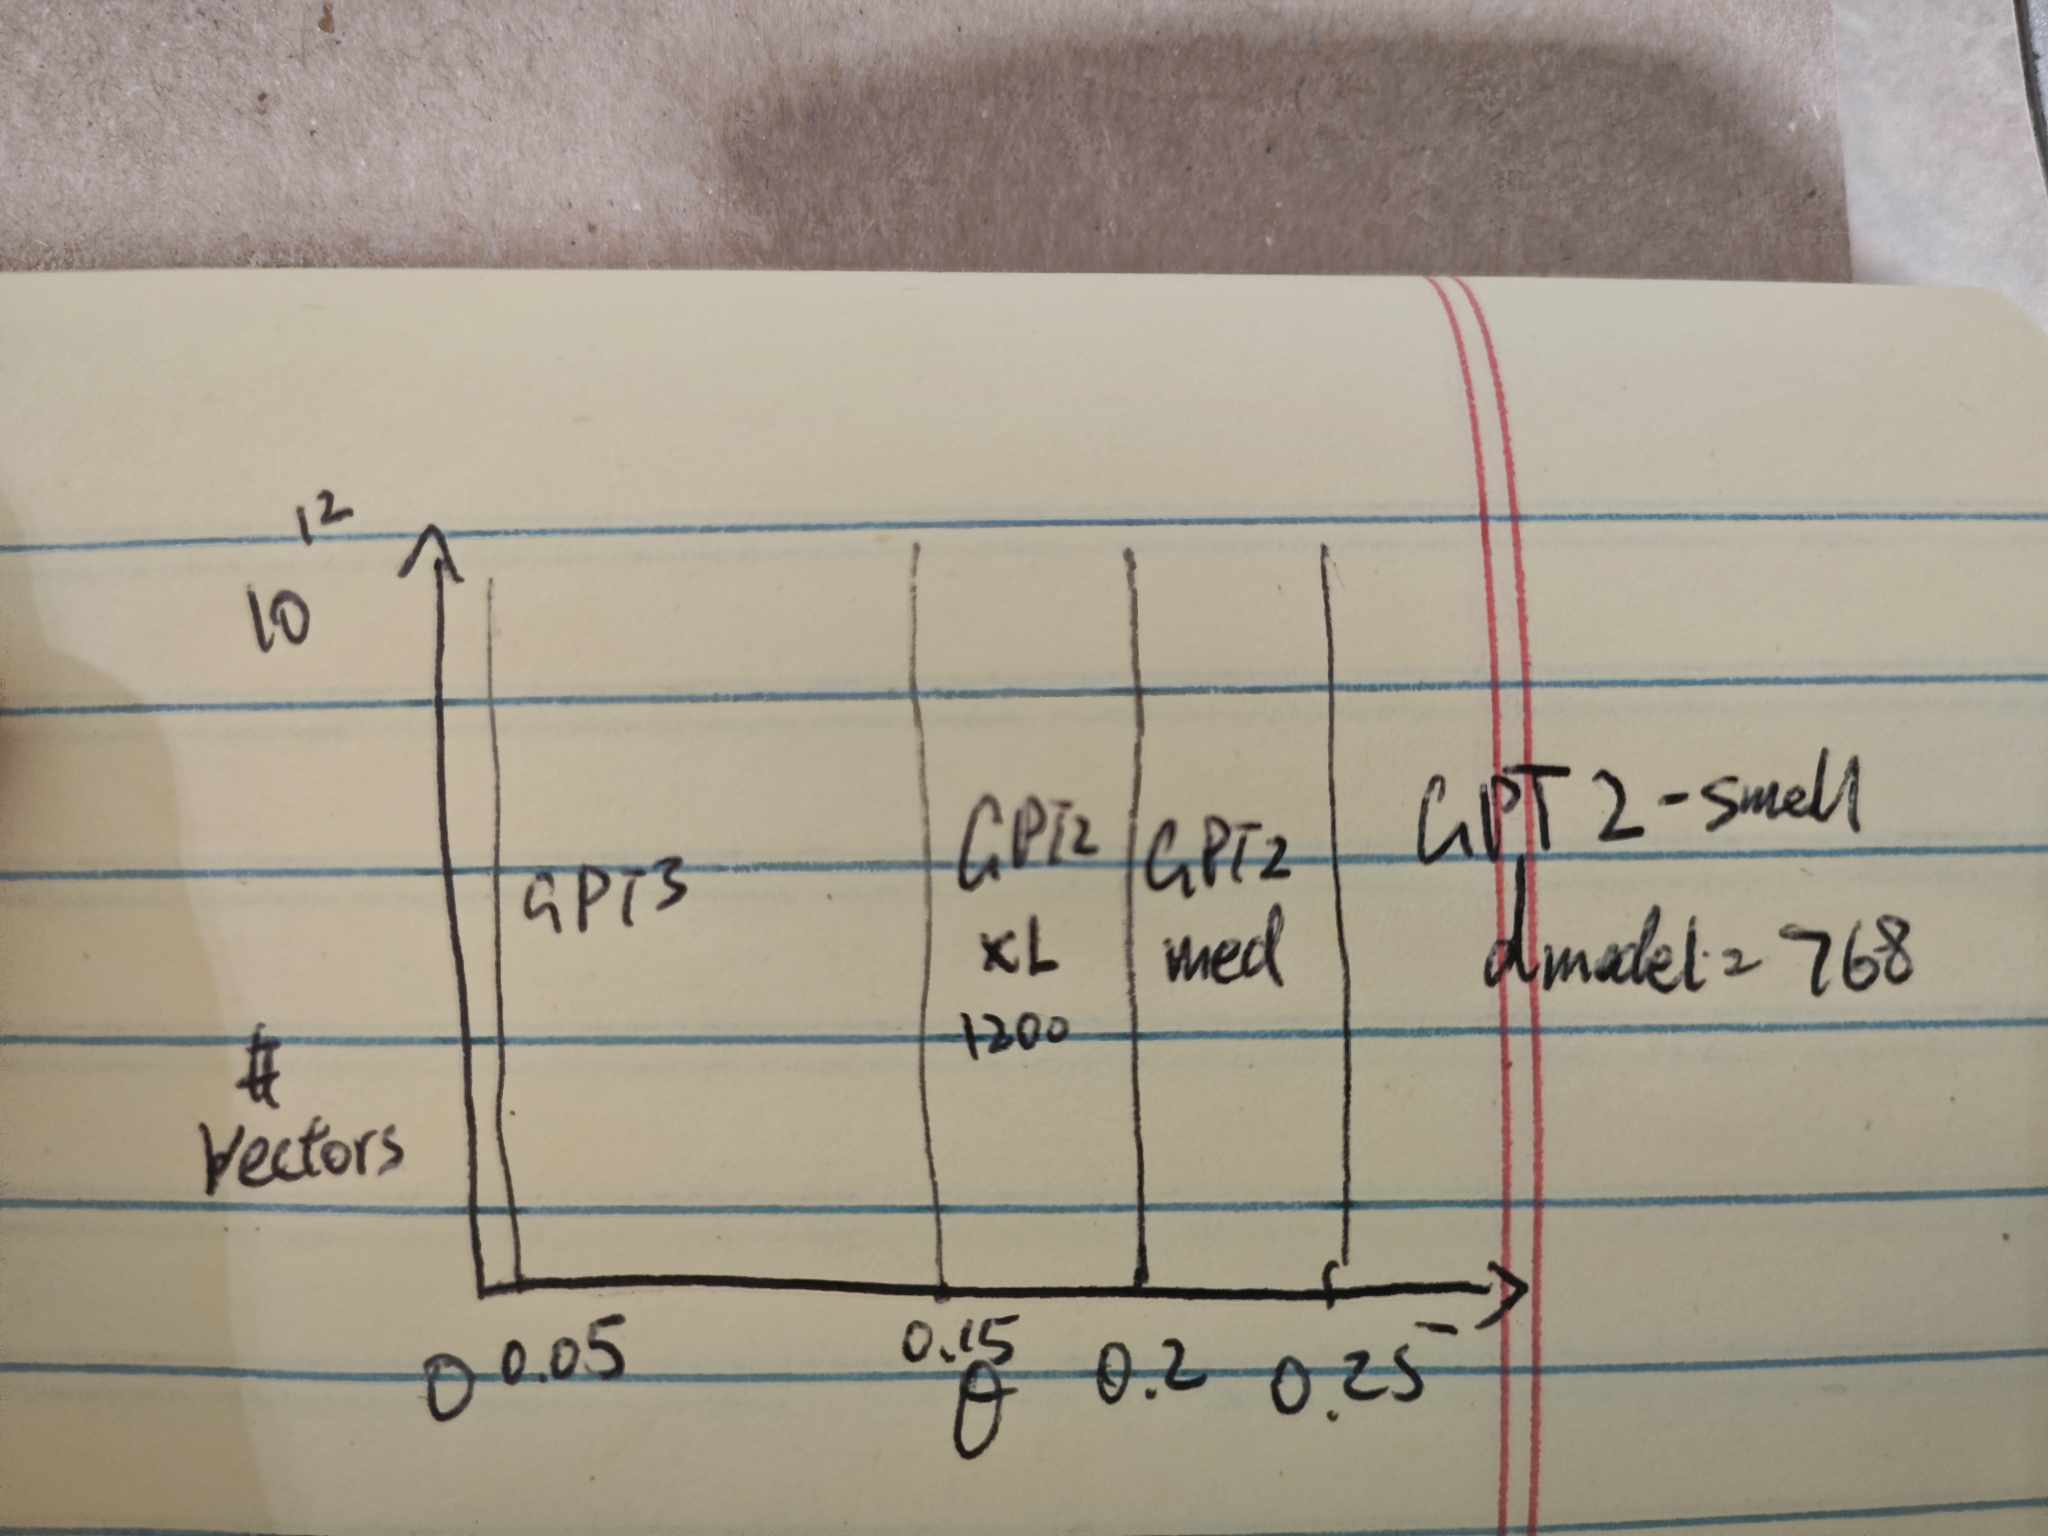 10^12
GPT3
GPT2
XL
1200
GPT2
med
GPT2-small
dmodel=768
#
Vectors
0 0.05 0.15 0.2 0.25
θ